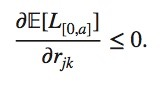 ∂𝔼[L_{[0,a]}] / ∂r_{jk} ≤ 0.